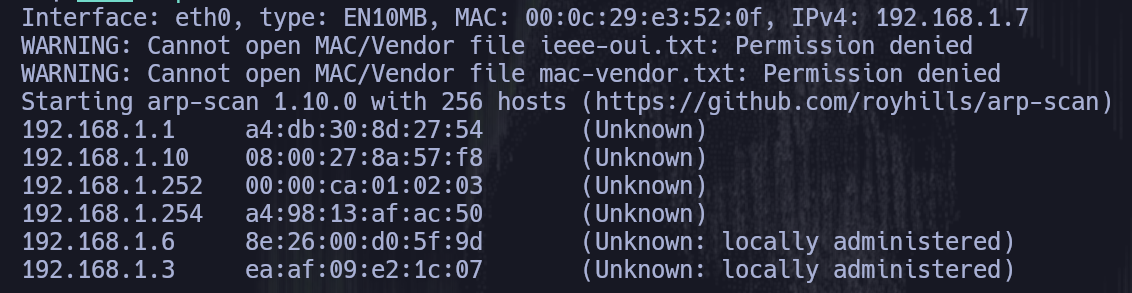 Interface: eth0, type: EN10MB, MAC: 00:0c:29:e3:52:0f, IPv4: 192.168.1.7
WARNING: Cannot open MAC/Vendor file ieee-oui.txt: Permission denied
WARNING: Cannot open MAC/Vendor file mac-vendor.txt: Permission denied
Starting arp-scan 1.10.0 with 256 hosts (https://github.com/royhills/arp-scan)
192.168.1.1     a4:db:30:8d:27:54       (Unknown)
192.168.1.10    08:00:27:8a:57:f8       (Unknown)
192.168.1.252   00:00:ca:01:02:03       (Unknown)
192.168.1.254   a4:98:13:af:ac:50       (Unknown)
192.168.1.6     8e:26:00:d0:5f:9d       (Unknown: locally administered)
192.168.1.3     ea:af:09:e2:1c:07       (Unknown: locally administered)